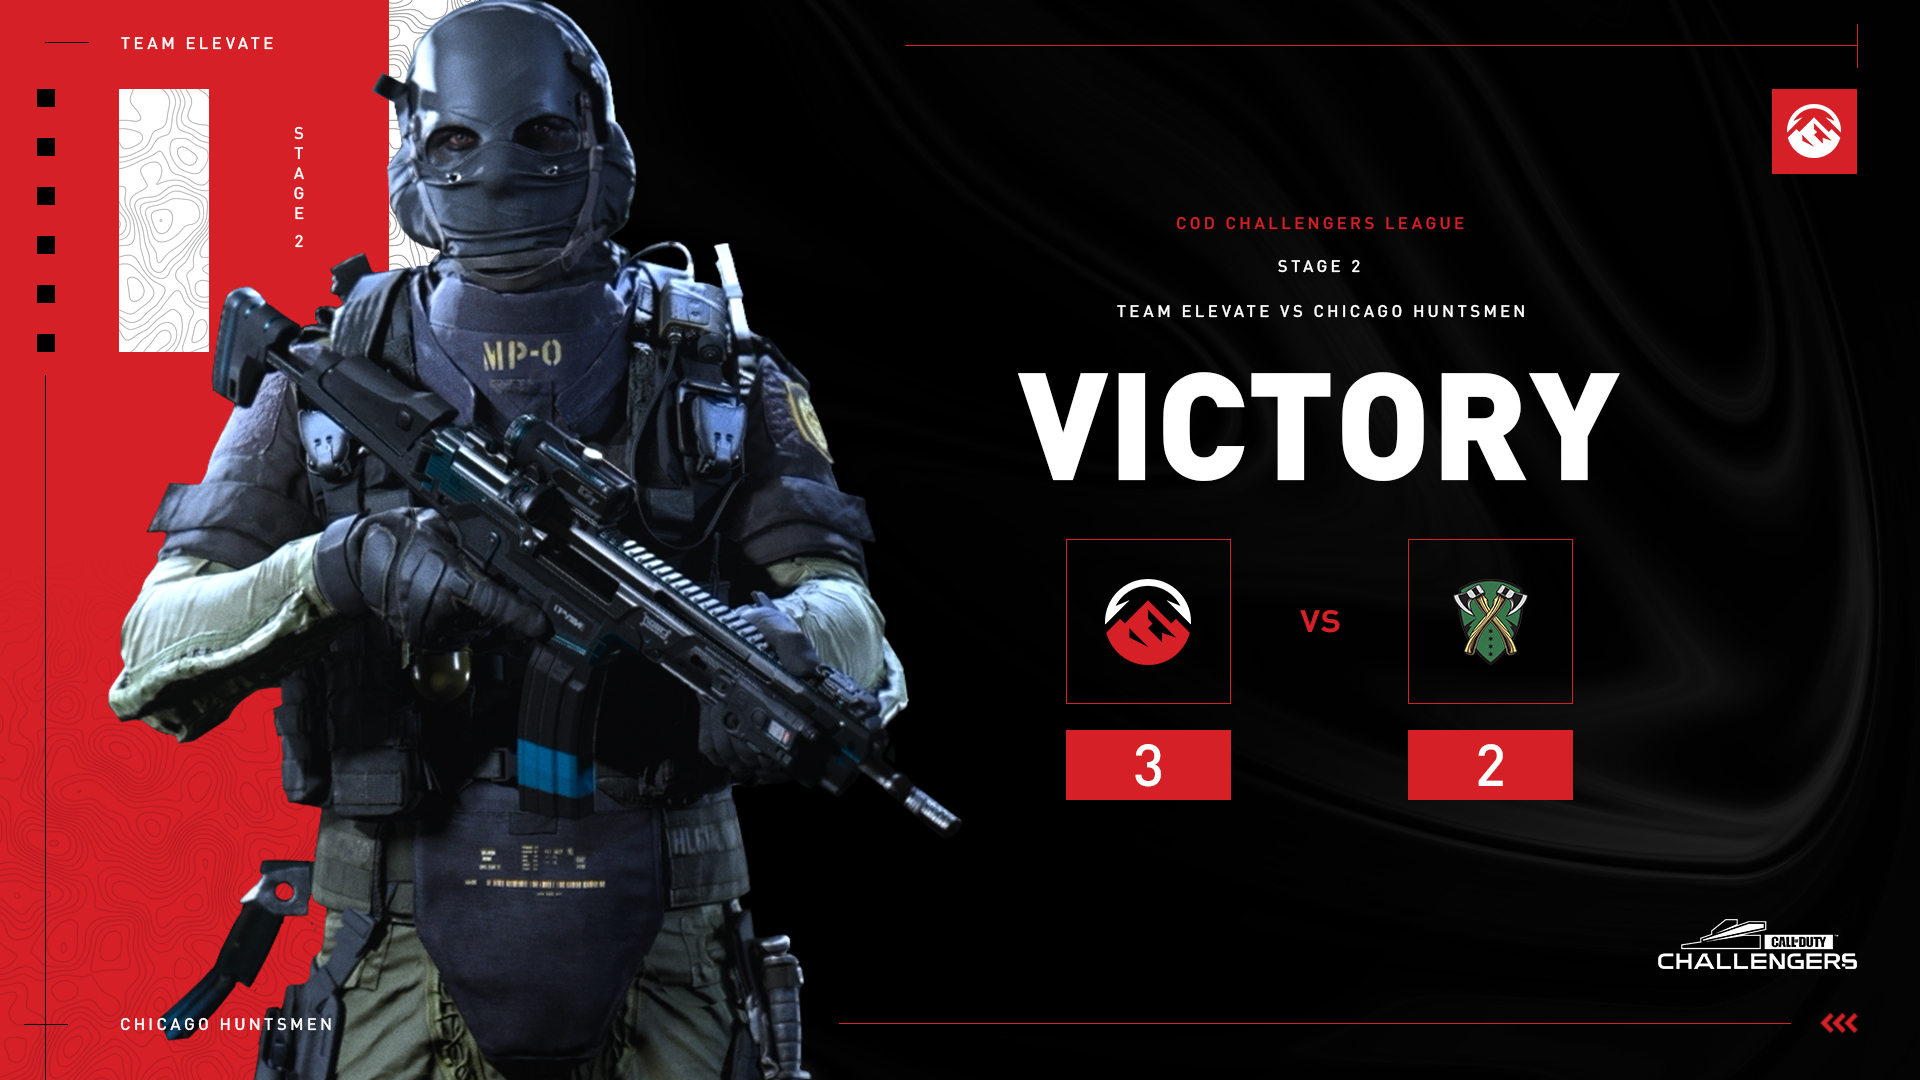 TEAM ELEVATE
STAGE 2
COD CHALLENGERS LEAGUE
STAGE 2
TEAM ELEVATE VS CHICAGO HUNTSMEN
VICTORY
VS
3
2
MP-0
CALL OF DUTY
CHALLENGERS
CHICAGO HUNTSMEN